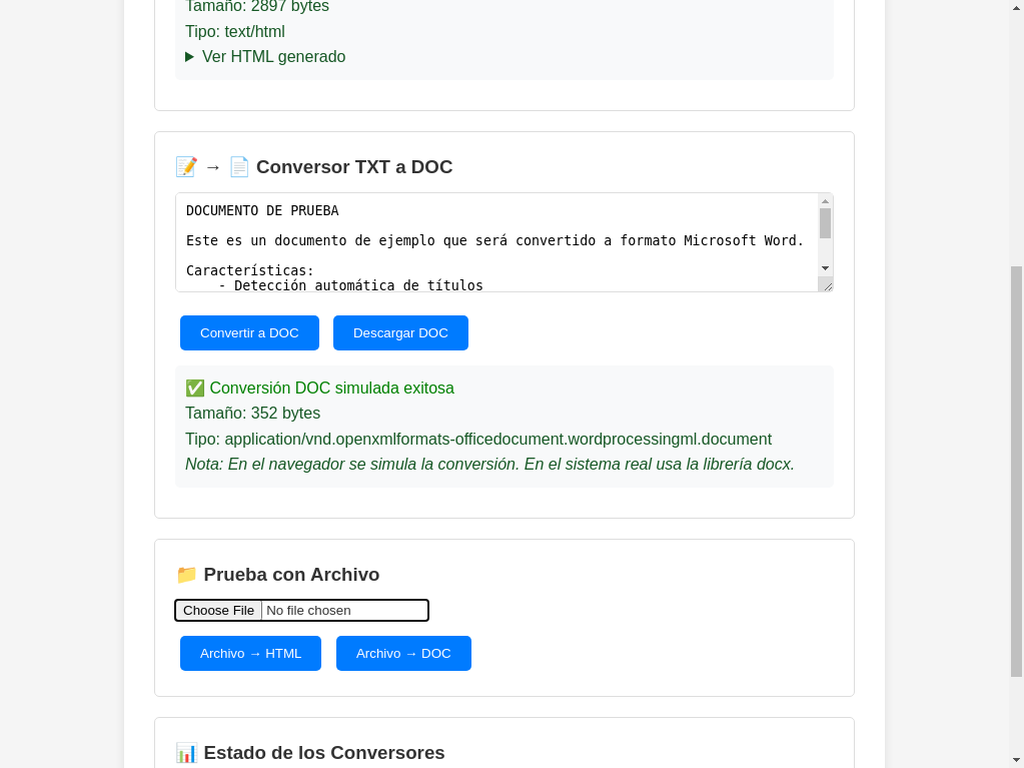 Tamaño: 2897 bytes
Tipo: text/html
▶ Ver HTML generado
📝 → 📄 Conversor TXT a DOC
DOCUMENTO DE PRUEBA
Este es un documento de ejemplo que será convertido a formato Microsoft Word.
Características:
- Detección automática de títulos
Convertir a DOC
Descargar DOC
✅ Conversión DOC simulada exitosa
Tamaño: 352 bytes
Tipo: application/vnd.openxmlformats-officedocument.wordprocessingml.document
Nota: En el navegador se simula la conversión. En el sistema real usa la librería docx.
📁 Prueba con Archivo
Choose File No file chosen
Archivo → HTML
Archivo → DOC
📊 Estado de los Conversores